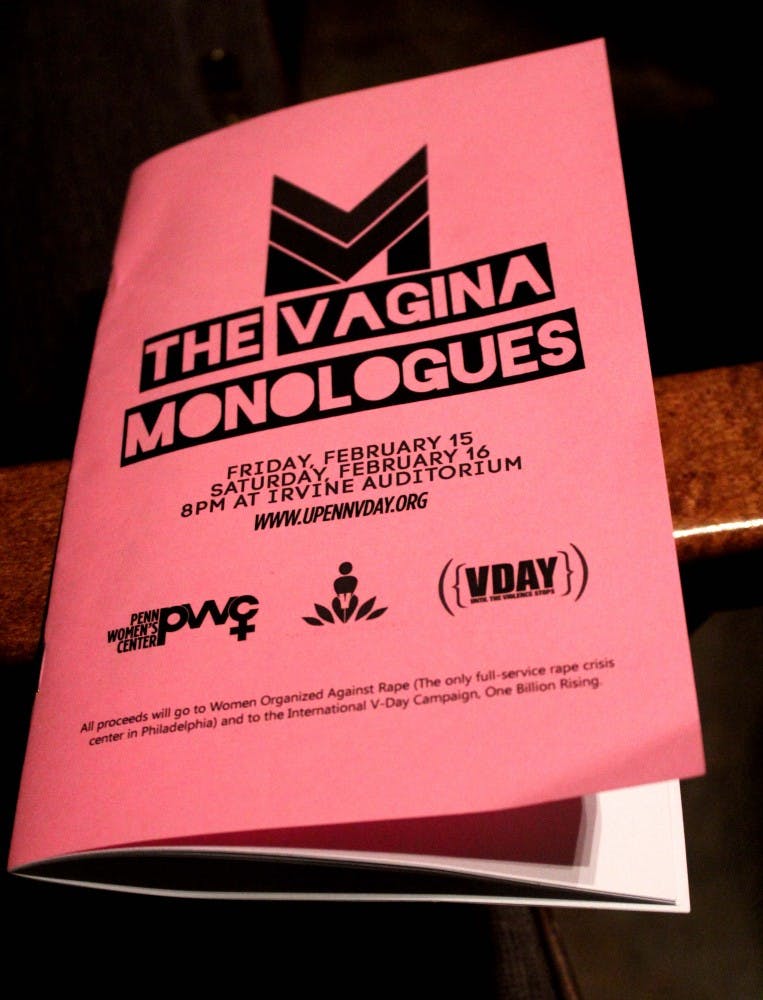 THE VAGINA
MONOLOGUES
FRIDAY, FEBRUARY 15
SATURDAY, FEBRUARY 16
8PM AT IRVINE AUDITORIUM
WWW.UPENNVDAY.ORG
PENN
WOMEN'S
CENTER
pwc
V
({VDAY})
UNTIL THE VIOLENCE STOPS
All proceeds will go to Women Organized Against Rape (The only full-service rape crisis
center in Philadelphia) and to the International V-Day Campaign, One Billion Rising.